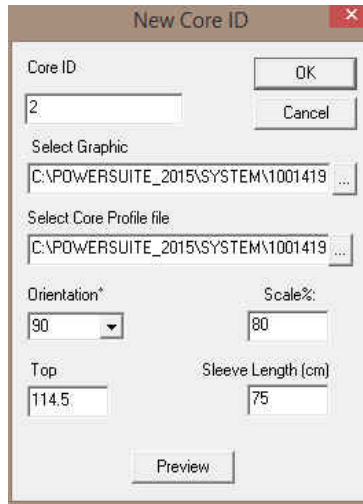 New Core ID
Core ID
OK
2
Cancel
Select Graphic
C:\POWERSUITE_2015\SYSTEM\1001419 ...
Select Core Profile file
C:\POWERSUITE_2015\SYSTEM\1001419 ...
Orientation* Scale%:
90 80
Top Sleeve Length (cm)
114.5 75
Preview